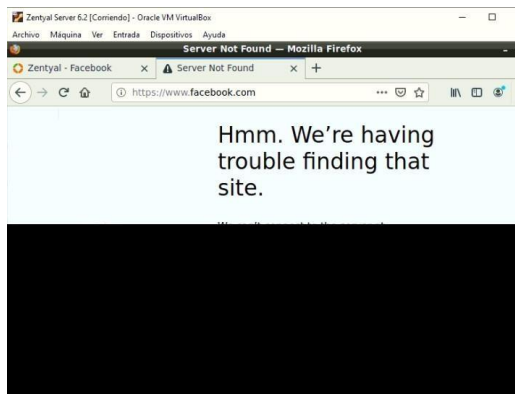 Zentyal Server 6.2 [Corriendo] - Oracle VM VirtualBox
Archivo Máquina Ver Entrada Dispositivos Ayuda
Server Not Found — Mozilla Firefox
Zentyal - Facebook × Server Not Found × +
https://www.facebook.com
Hmm. We're having
trouble finding that
site.